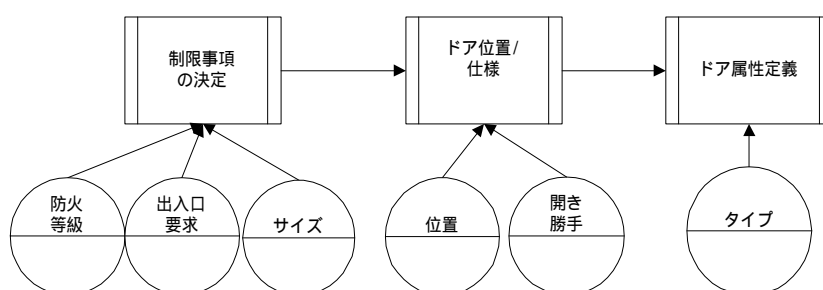 制限事項
の決定
ドア位置/
仕様
ドア属性定義
防火
等級
出入口
要求
サイズ
位置
開き
勝手
タイプ